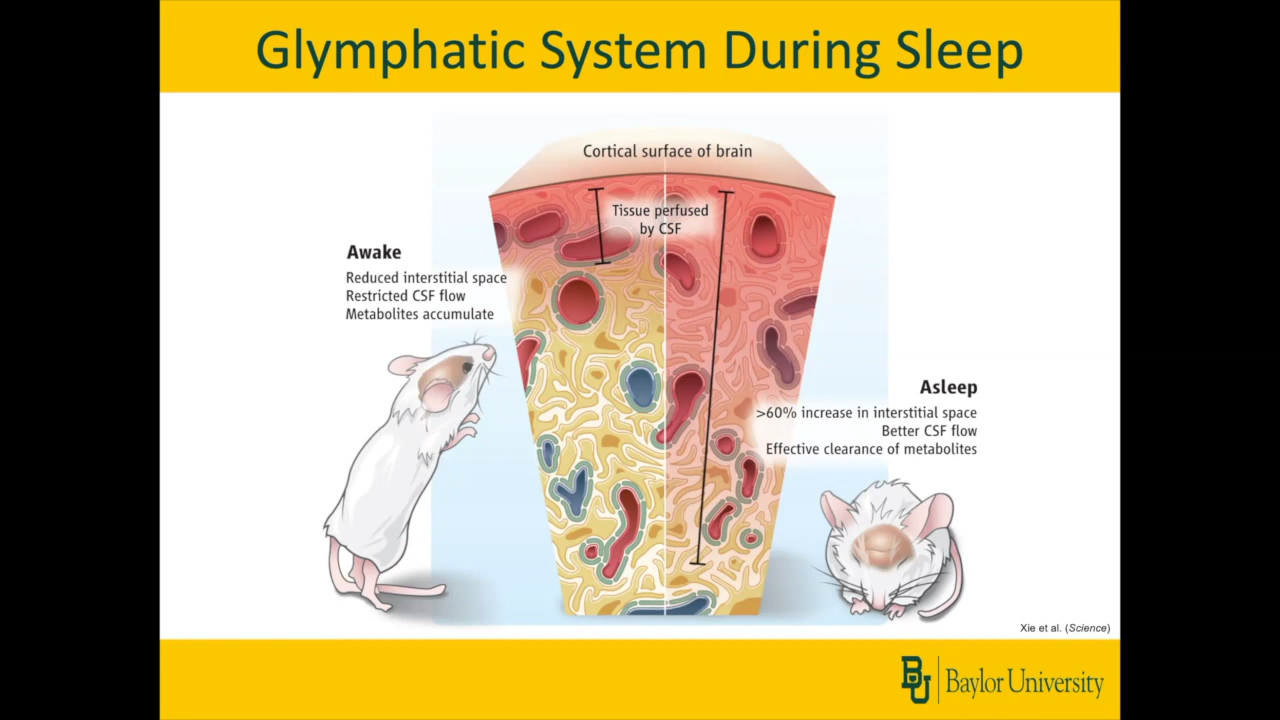 Glymphatic System During Sleep
Cortical surface of brain
Tissue perfused
by CSF
Awake
Reduced interstitial space
Restricted CSF flow
Metabolites accumulate
Asleep
>60% increase in interstitial space
Better CSF flow
Effective clearance of metabolites
Xie et al. (Science)
BU Baylor University